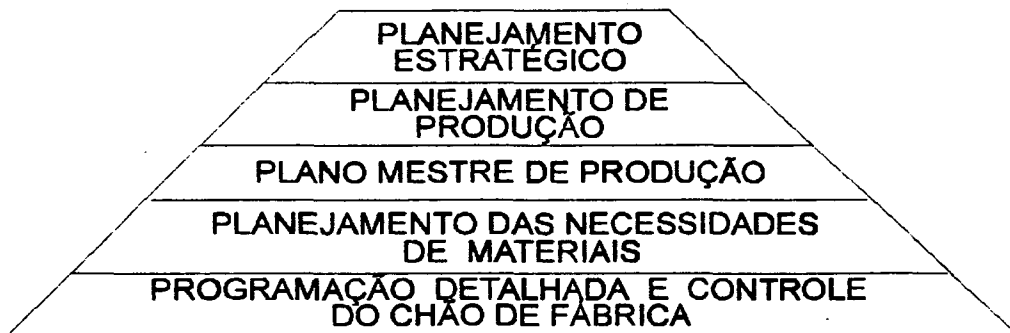 PLANEJAMENTO
ESTRATÉGICO
PLANEJAMENTO DE
PRODUÇÃO
PLANO MESTRE DE PRODUÇÃO
PLANEJAMENTO DAS NECESSIDADES
DE MATERIAIS
PROGRAMAÇÃO DETALHADA E CONTROLE
DO CHÃO DE FÁBRICA